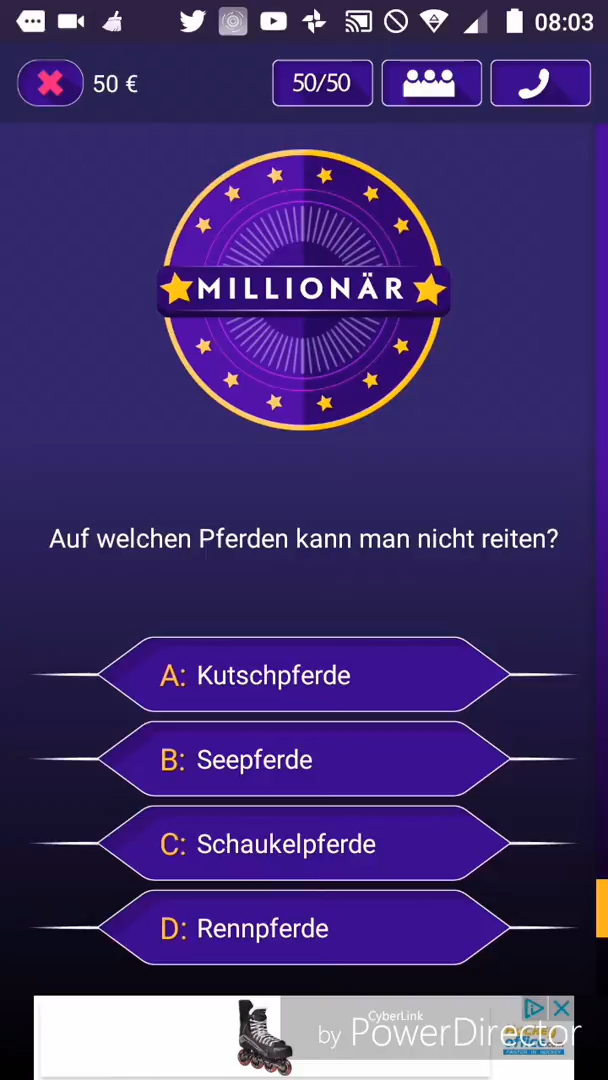 08:03
50 €
50/50
MILLIONÄR
Auf welchen Pferden kann man nicht reiten?
A: Kutschpferde
B: Seepferde
C: Schaukelpferde
D: Rennpferde
CyberLink
by PowerDirector